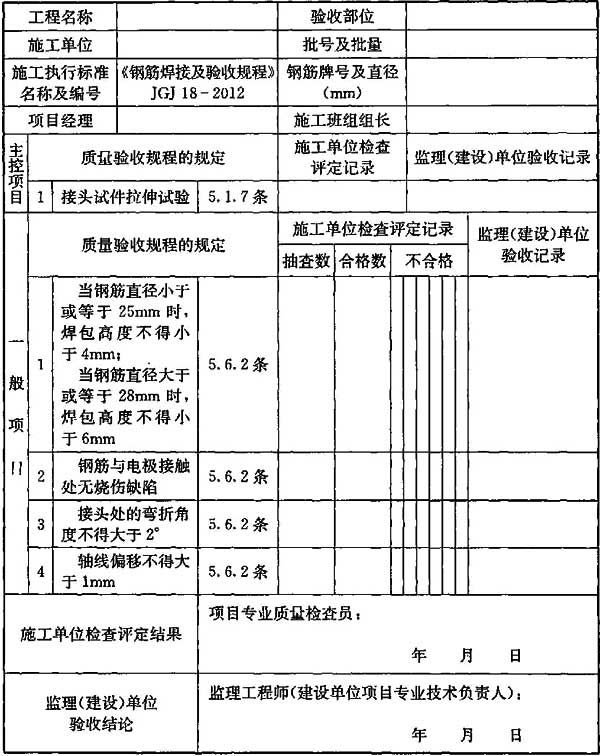 工程名称
验收部位
施工单位
批号及批量
施工执行标准
名称及编号
《钢筋焊接及验收规程》
JGJ 18－2012
钢筋牌号及直径
(mm)
项目经理
施工班组组长
主控项目
质量验收规程的规定
施工单位检查
评定记录
监理(建设)单位验收记录
1
接头试件拉伸试验
5.1.7条
一般项目
质量验收规程的规定
施工单位检查评定记录
监理(建设)单位
验收记录
抽查数
合格数
不合格
1
当钢筋直径小于
或等于 25mm 时，
焊包高度不得小
于4mm；
当钢筋直径大于
或等于 28mm 时，
焊包高度不得小
于6mm
5.6.2条
2
钢筋与电极接触
处无烧伤缺陷
5.6.2条
3
接头处的弯折角
度不得大于 2°
5.6.2条
4
轴线偏移不得大
于1mm
5.6.2条
施工单位检查评定结果
项目专业质量检查员：
年 月 日
监理(建设)单位
验收结论
监理工程师(建设单位项目专业技术负责人)：
年 月 日